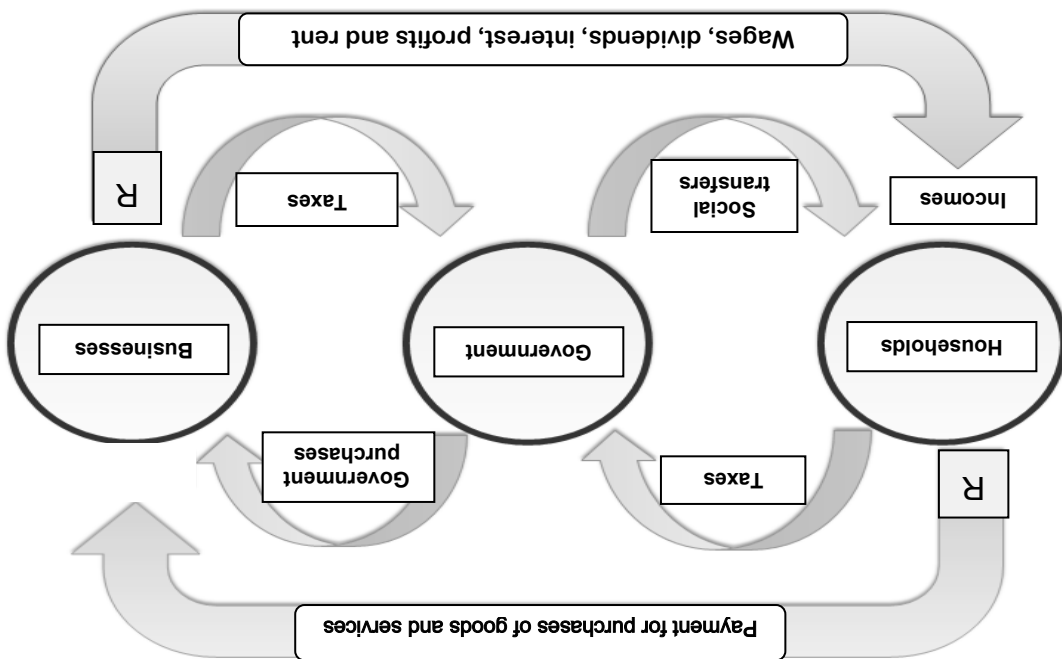 Payment for purchases of goods and services
R
Taxes
Government
purchases
Households
Government
Businesses
Incomes
Social
transfers
Taxes
R
Wages, dividends, interest, profits and rent